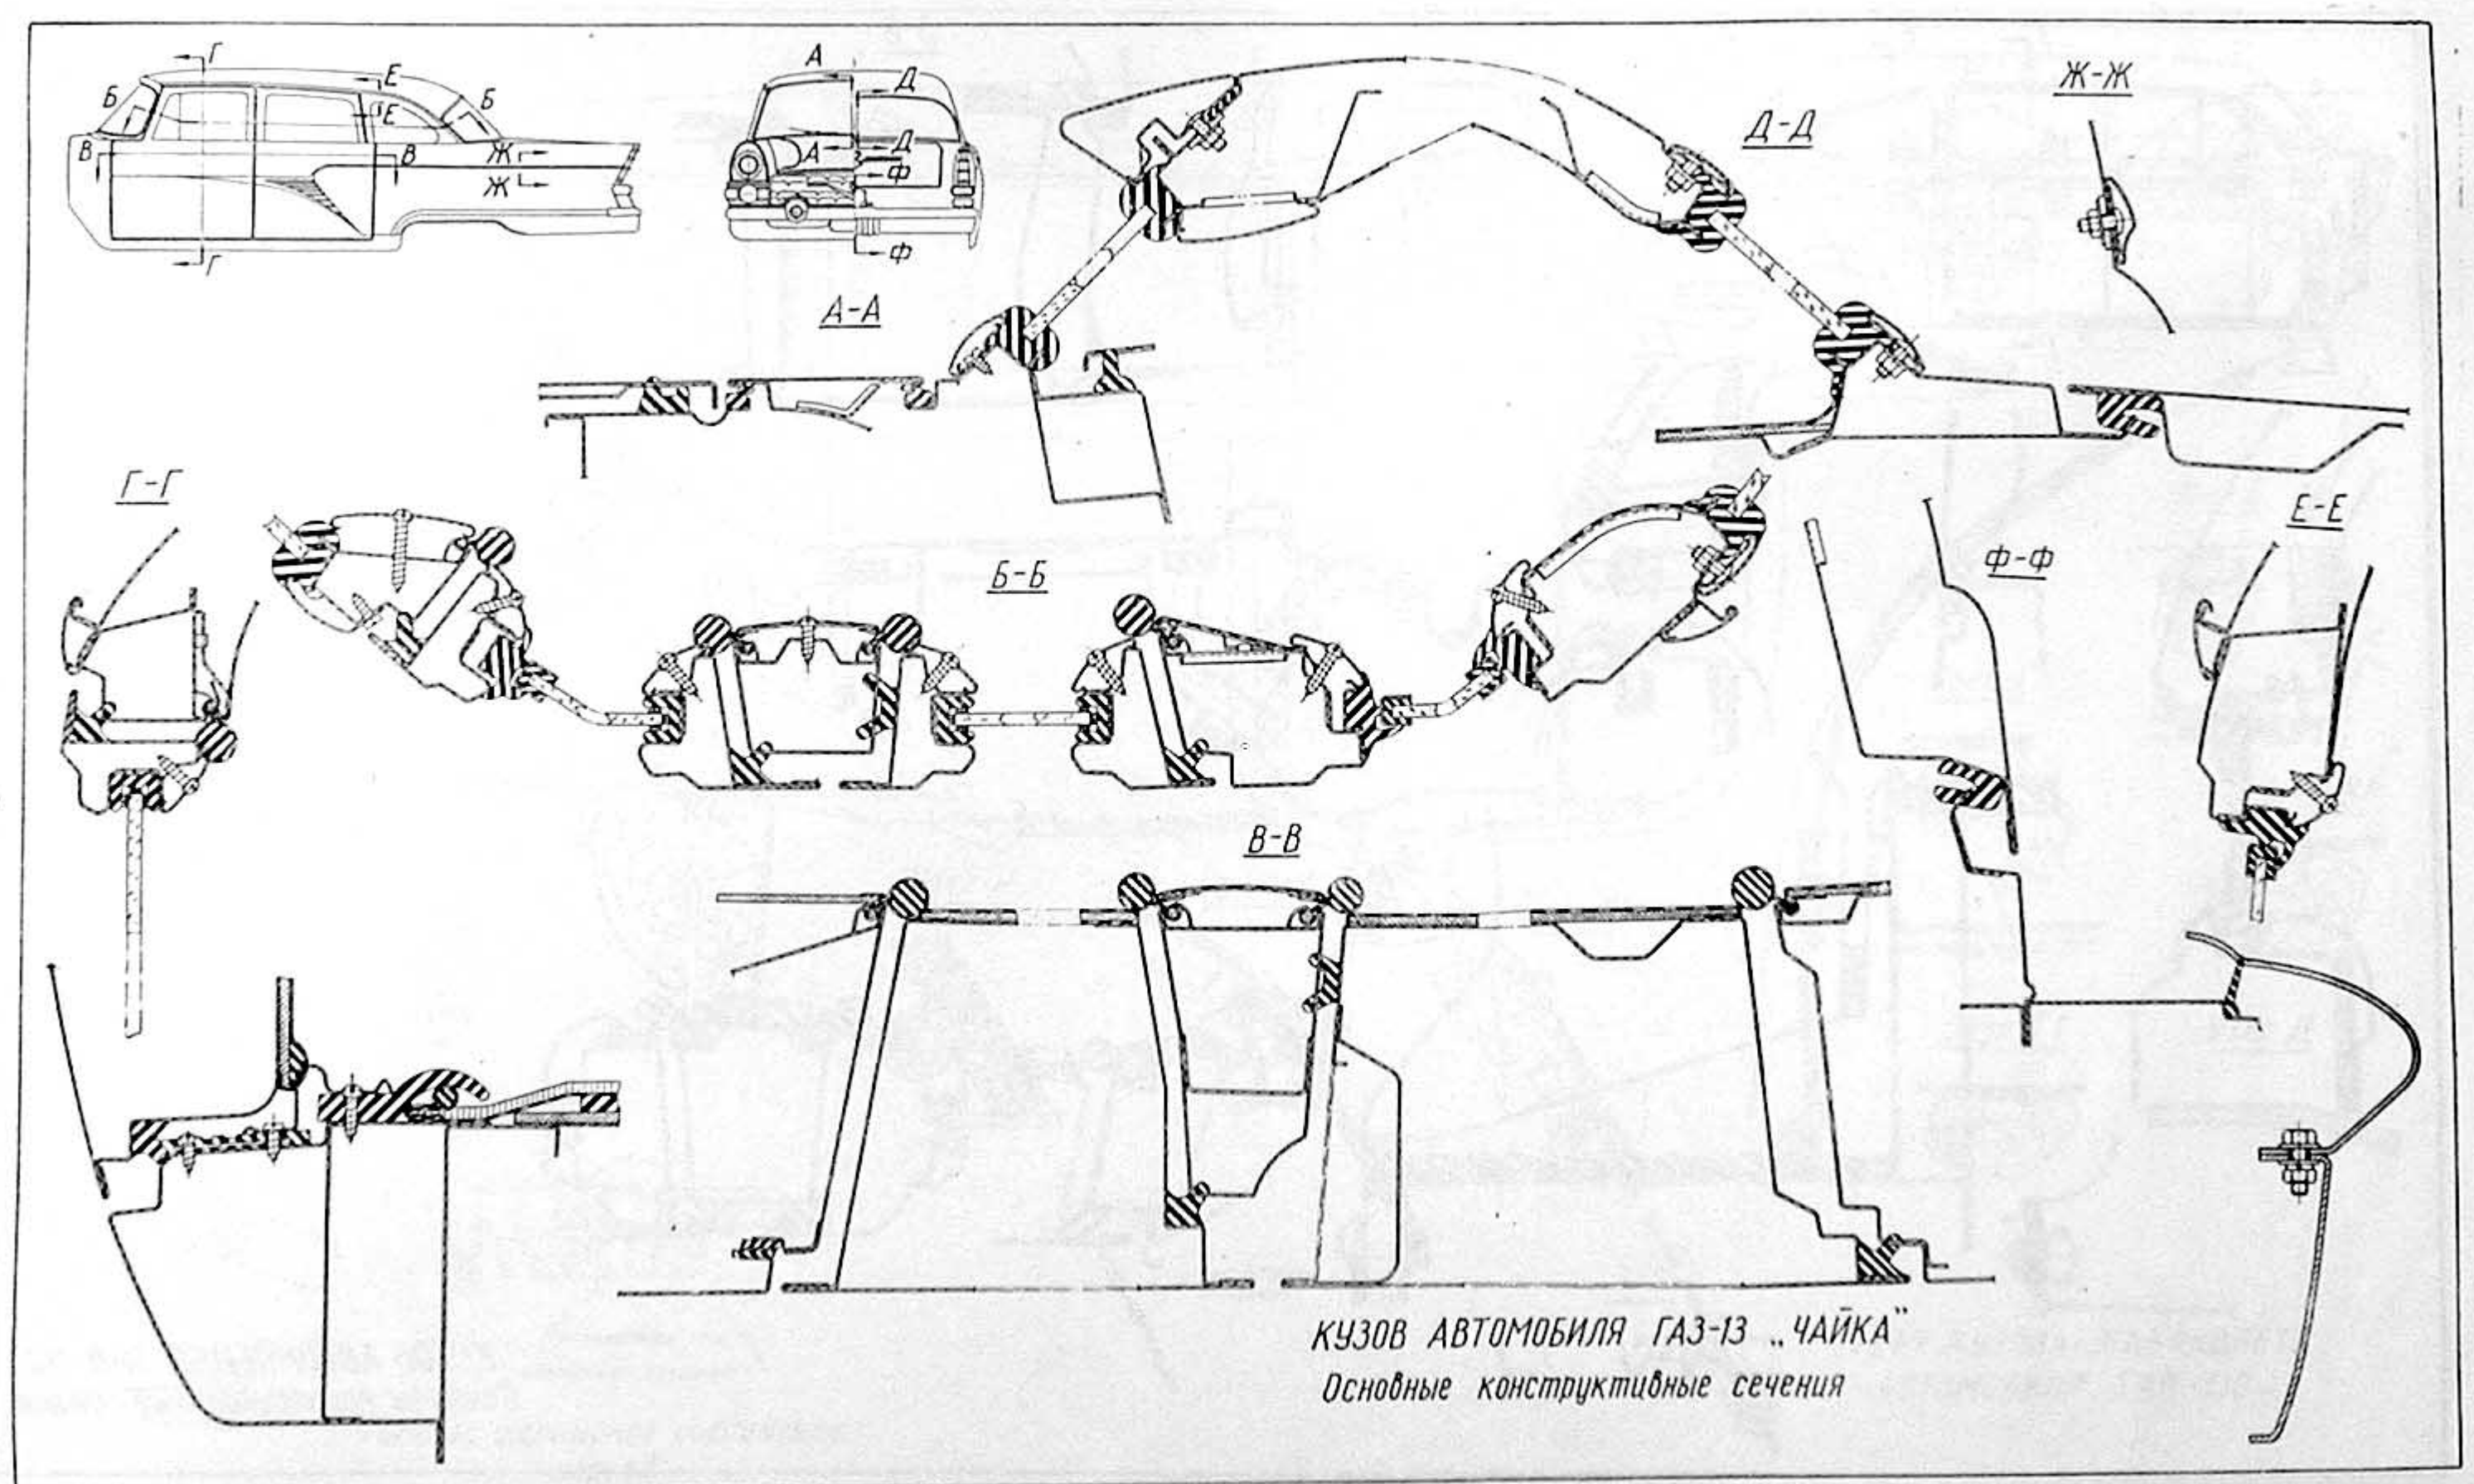 Г
Е
Б
Б
Е
В
В
Ж
Ж
Г
А
Д
А
Д
Ф
Ф
Д-Д
Ж-Ж
А-А
Г-Г
Е-Е
Ф-Ф
Б-Б
В-В
КУЗОВ АВТОМОБИЛЯ ГАЗ-13 „ЧАЙКА"
Основные конструктивные сечения